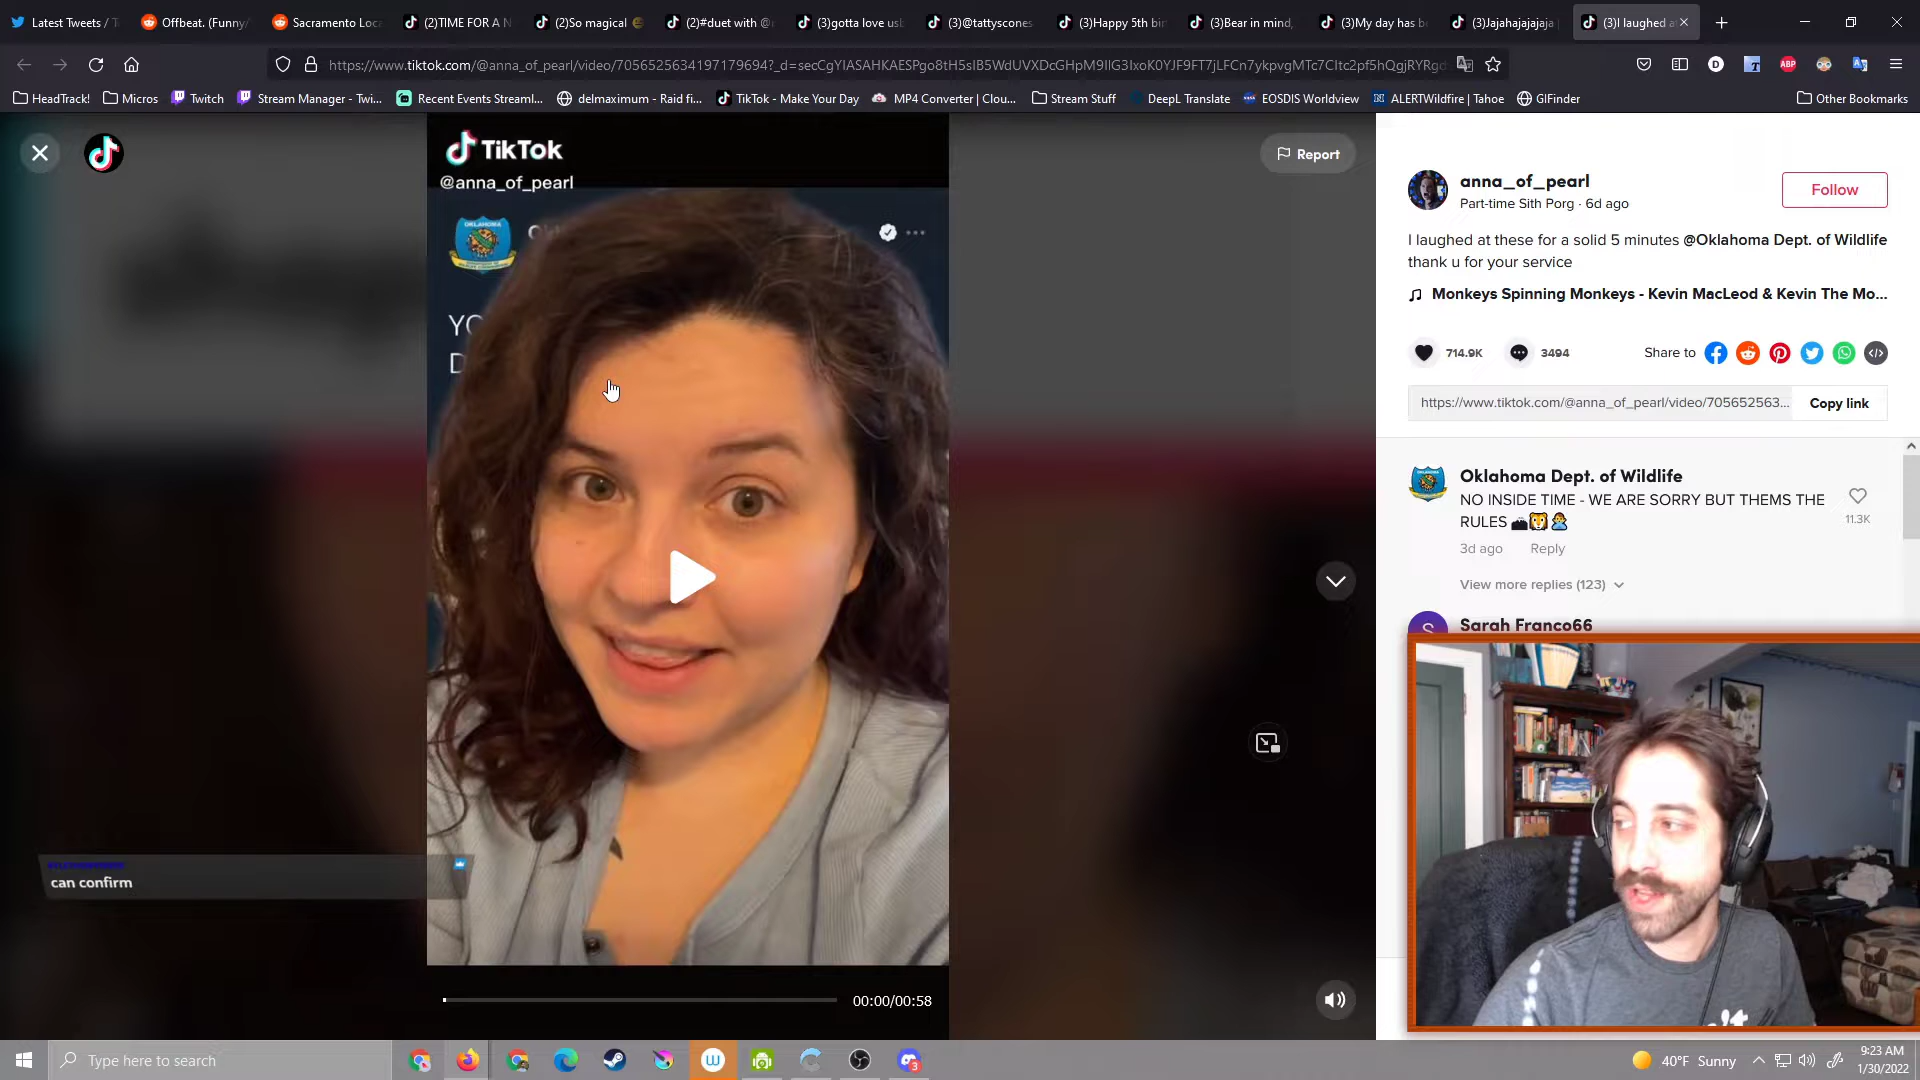 Latest Tweets / T
Offbeat. (Funny/
Sacramento Loca
(2)TIME FOR A N
(2)So magical
(2)#duet with @r
(3)gotta love usb
(3)@tattyscones
(3)Happy 5th bir
(3)Bear in mind,
(3)My day has be
(3)Jajahajajajaja
(3)I laughed at
https://www.tiktok.com/@anna_of_pearl/video/7056525634197179694?_d=
HeadTrack!
Micros
Twitch
Stream Manager - Twi...
Recent Events Streaml...
delmaximum - Raid fi...
TikTok - Make Your Day
MP4 Converter | Clou...
Stream Stuff
DeepL Translate
EOSDIS Worldview
ALERTWildfire | Tahoe
GIFinder
Other Bookmarks
TikTok
@anna_of_pearl
Report
OKLAHOMA
YO
D
anna_of_pearl
Part-time Sith Porg · 6d ago
Follow
I laughed at these for a solid 5 minutes @Oklahoma Dept. of Wildlife
thank u for your service
Monkeys Spinning Monkeys - Kevin MacLeod & Kevin The Mo...
714.9K
3494
Share to
https://www.tiktok.com/@anna_of_pearl/video/705652563...
Copy link
Oklahoma Dept. of Wildlife
NO INSIDE TIME - WE ARE SORRY BUT THEMS THE
RULES
11.3K
3d ago
Reply
View more replies (123)
S
Sarah Franco66
can confirm
00:00/00:58
Type here to search
3
40°F Sunny
9:23 AM
1/30/2022